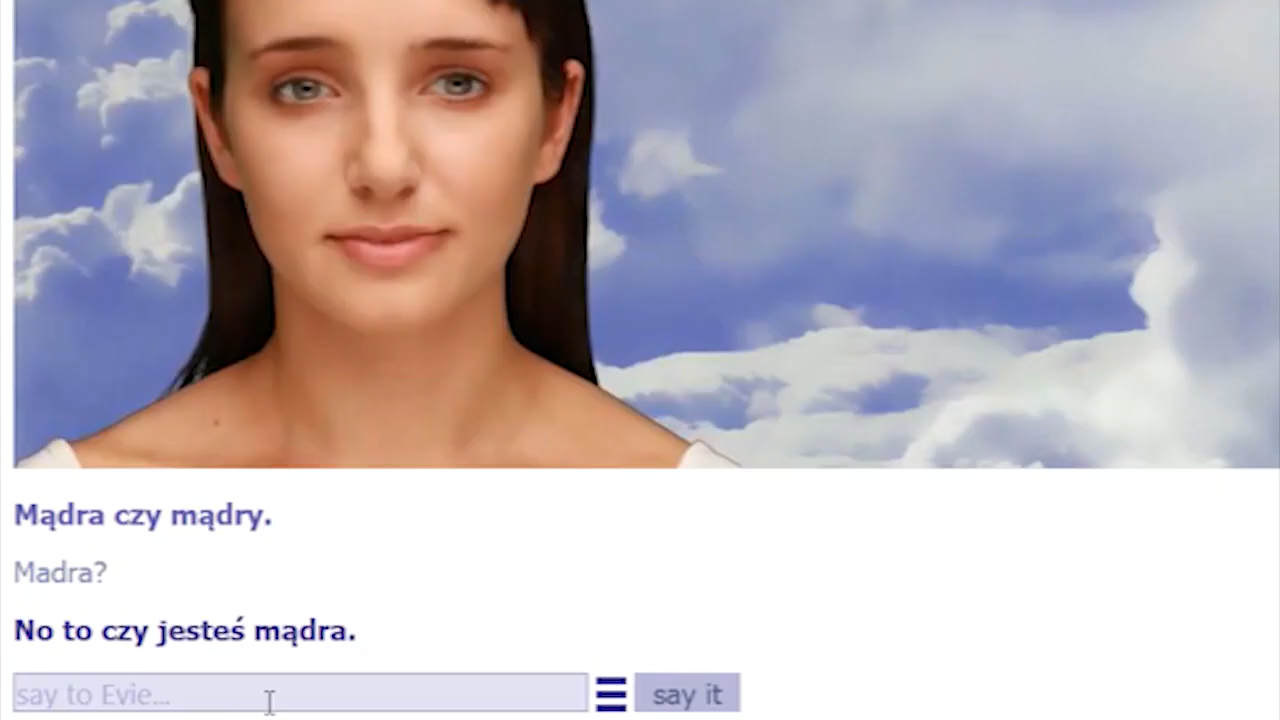 Mądra czy mądry.
Madra?
No to czy jesteś mądra.
say to Evie...
say it